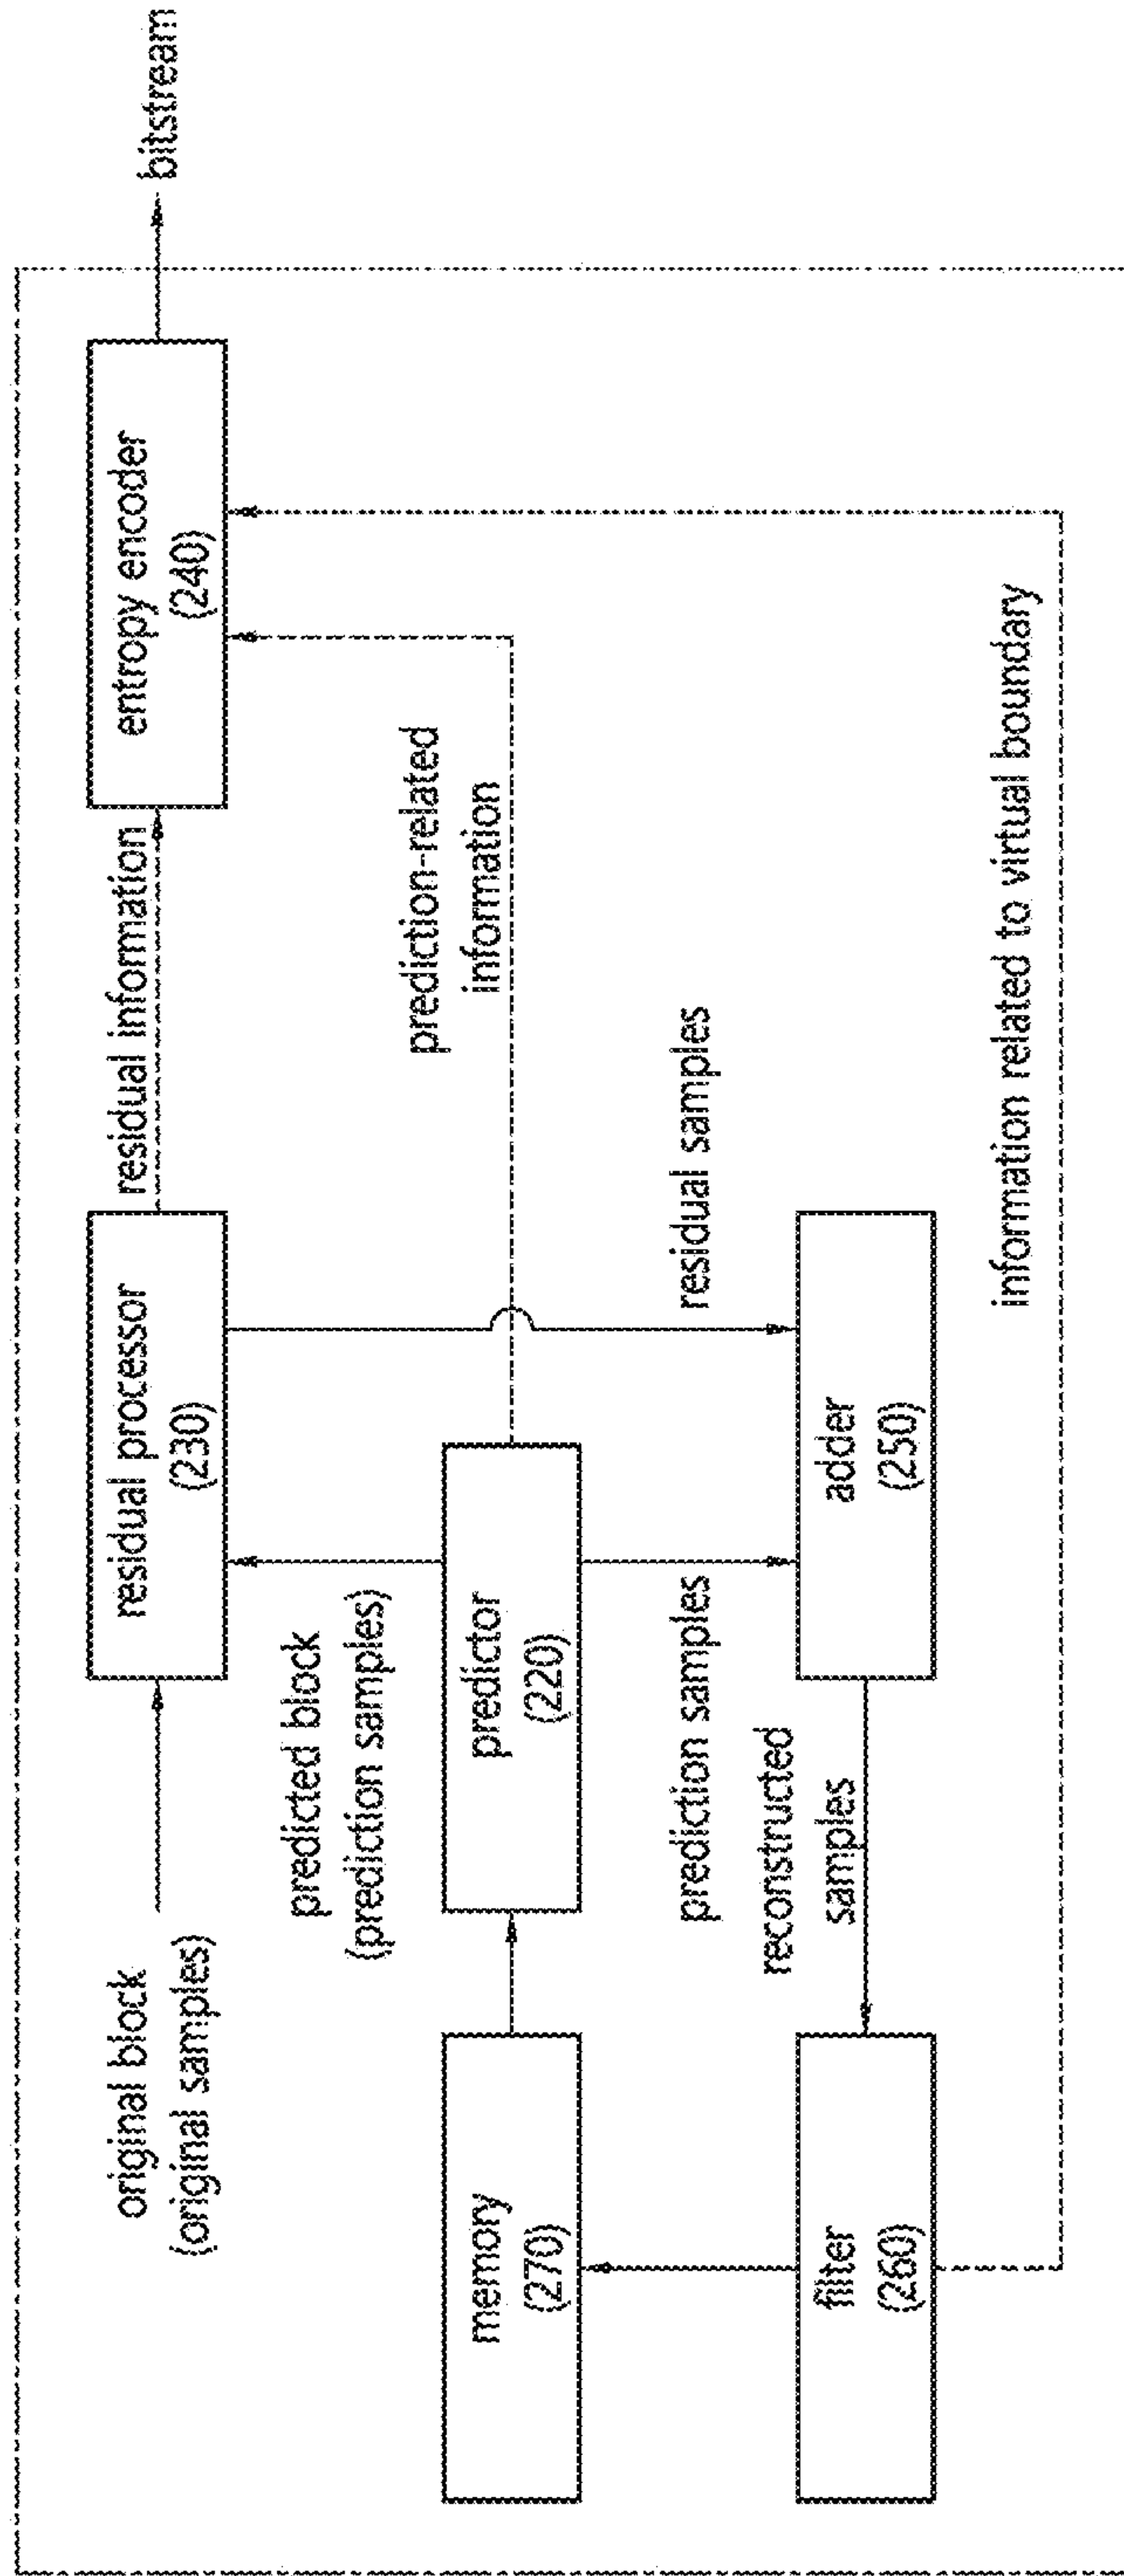 original block
(original samples)
residual processor
(230)
residual information
entropy encoder
(240)
bitstream
predicted block
(prediction samples)
prediction-related
information
memory
(270)
predictor
(220)
prediction samples
residual samples
reconstructed
samples
filter
(260)
adder
(250)
information related to virtual boundary